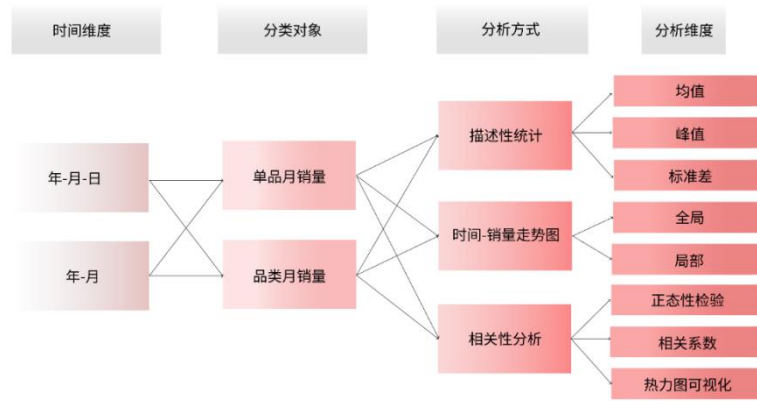 时间维度
分类对象
分析方式
分析维度
年-月-日
年-月
单品月销量
品类月销量
描述性统计
时间-销量走势图
相关性分析
均值
峰值
标准差
全局
局部
正态性检验
相关系数
热力图可视化